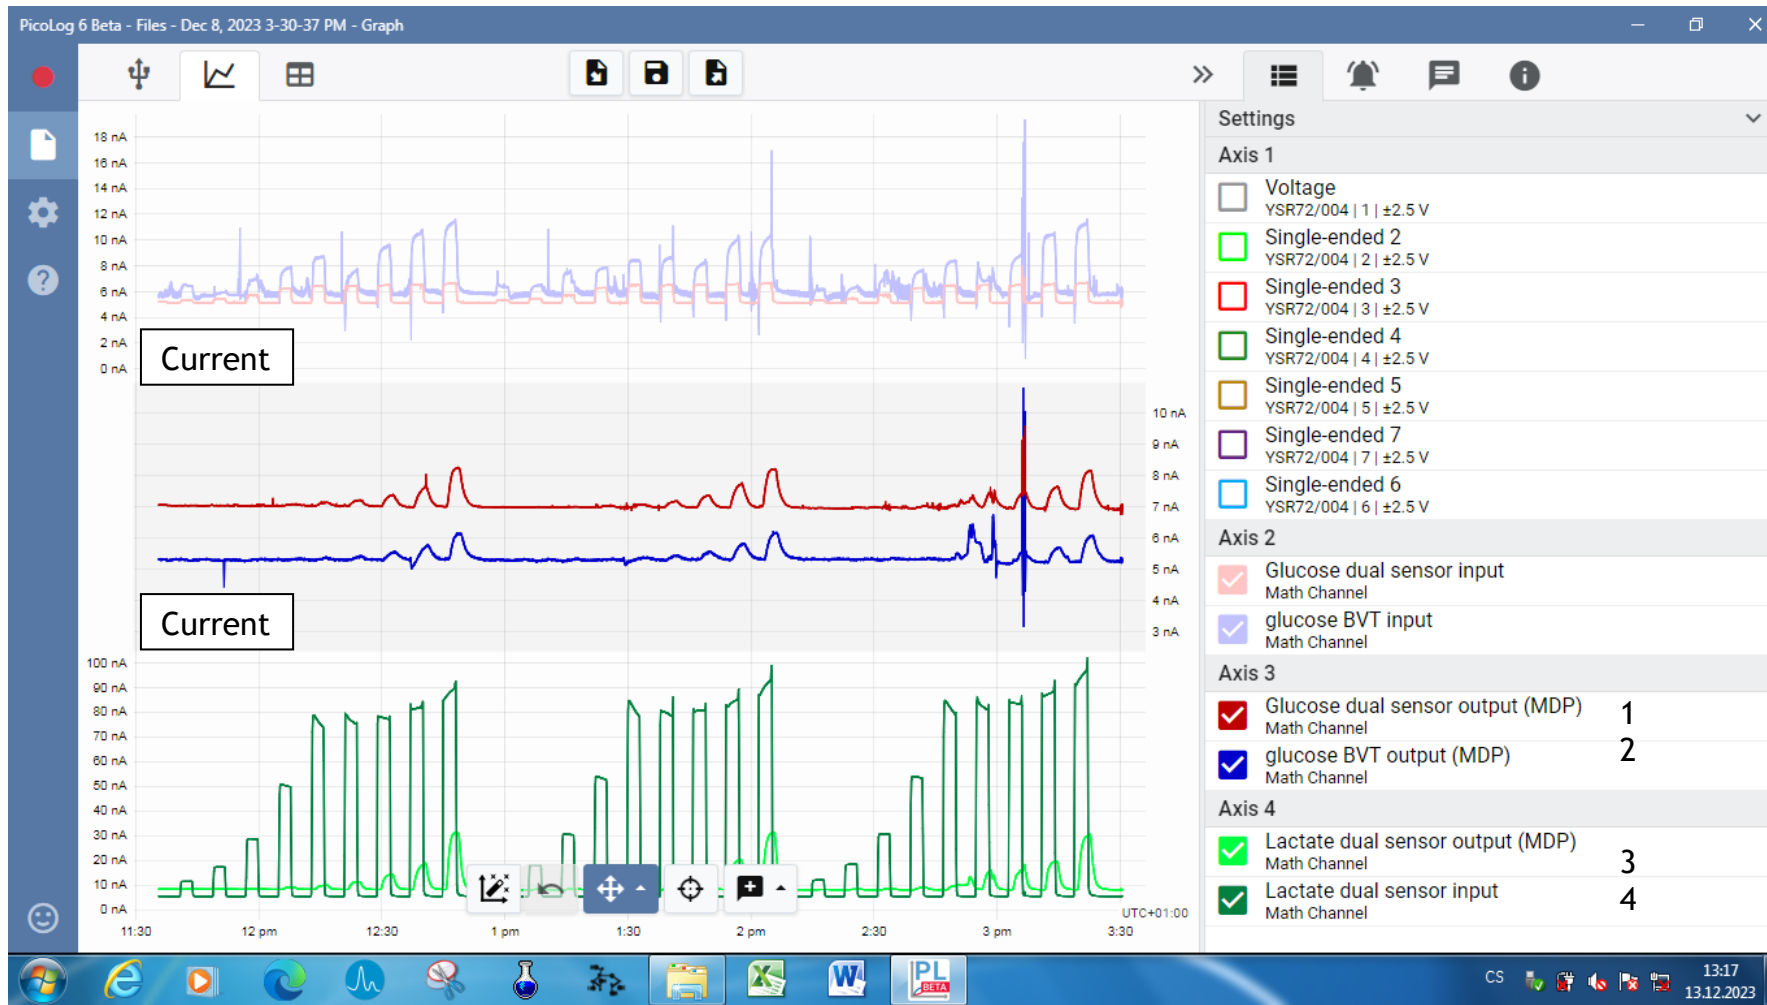 PicoLog 6 Beta - Files - Dec 8, 2023 3-30-37 PM - Graph
18 nA
16 nA
14 nA
12 nA
10 nA
8 nA
6 nA
4 nA
2 nA
0 nA
Current
10 nA
9 nA
8 nA
7 nA
6 nA
5 nA
4 nA
3 nA
Current
100 nA
90 nA
80 nA
70 nA
60 nA
50 nA
40 nA
30 nA
20 nA
10 nA
0 nA
UTC+01:00
11:30 12 pm 12:30 1 pm 1:30 2 pm 2:30 3 pm 3:30
Settings
Axis 1
Voltage
YSR72/004 | 1 | ±2.5 V
Single-ended 2
YSR72/004 | 2 | ±2.5 V
Single-ended 3
YSR72/004 | 3 | ±2.5 V
Single-ended 4
YSR72/004 | 4 | ±2.5 V
Single-ended 5
YSR72/004 | 5 | ±2.5 V
Single-ended 7
YSR72/004 | 7 | ±2.5 V
Single-ended 6
YSR72/004 | 6 | ±2.5 V
Axis 2
Glucose dual sensor input
Math Channel
glucose BVT input
Math Channel
Axis 3
Glucose dual sensor output (MDP) 1
Math Channel
glucose BVT output (MDP) 2
Math Channel
Axis 4
Lactate dual sensor output (MDP) 3
Math Channel
Lactate dual sensor input 4
Math Channel
PL
BETA
CS
13:17
13.12.2023